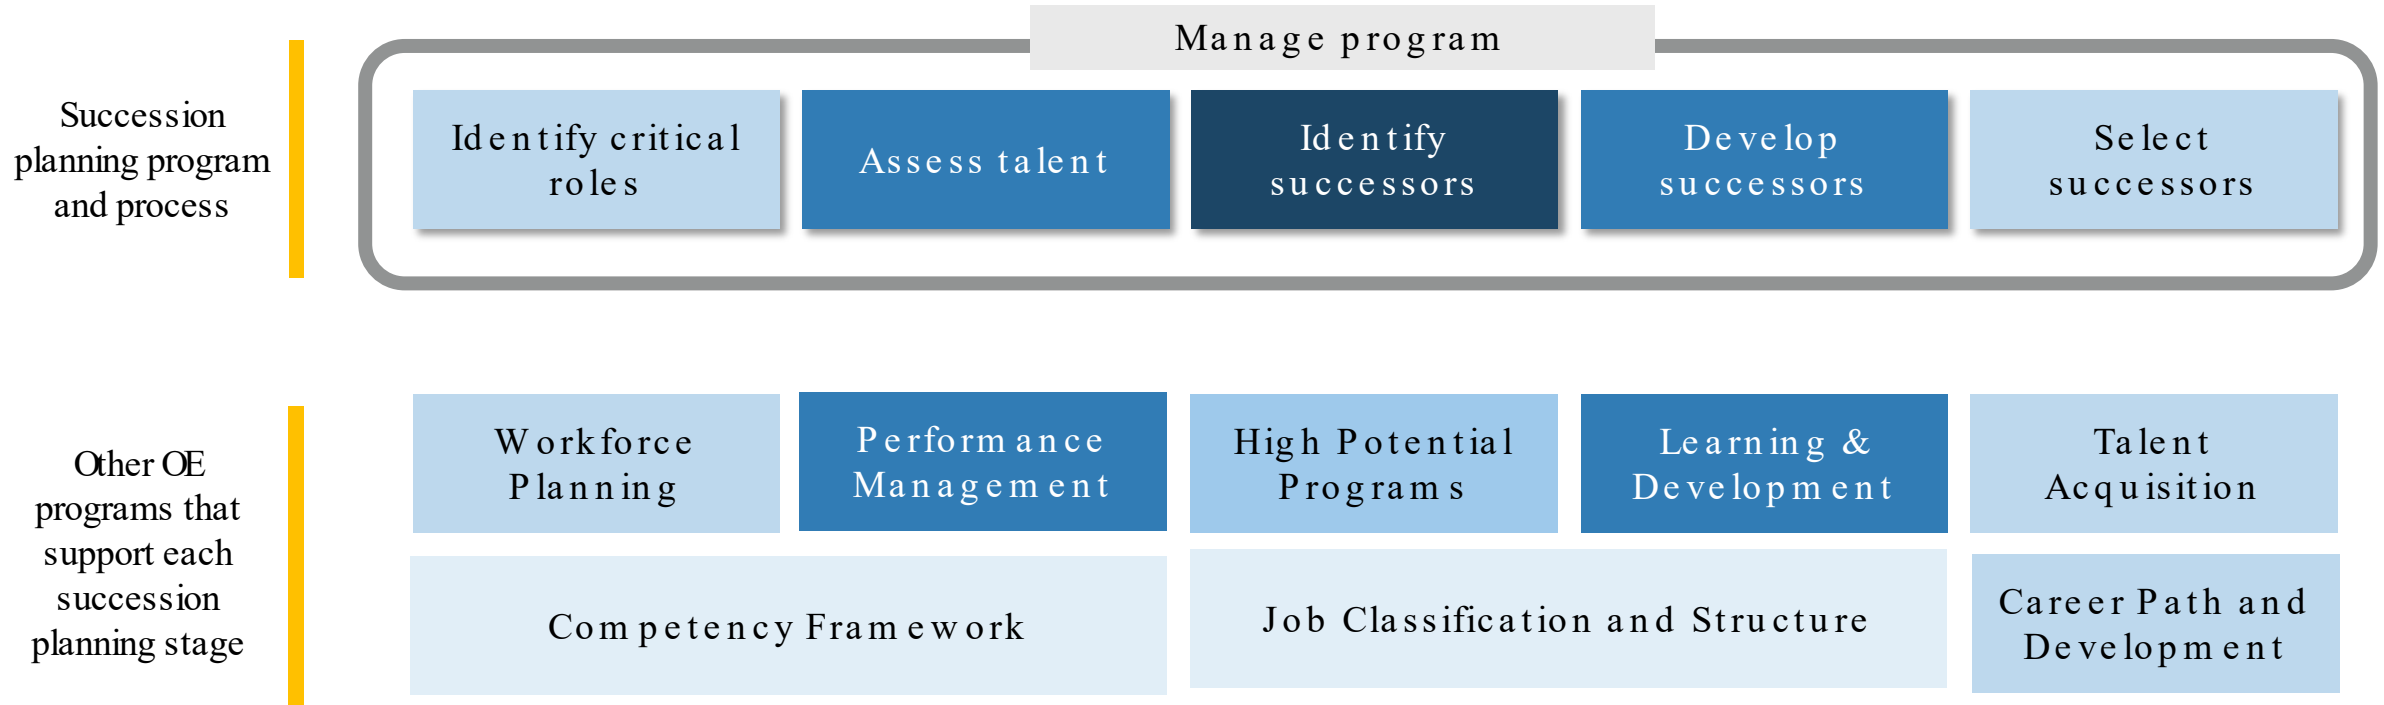 Manage program
Succession
planning program
and process
Identify critical
roles
Assess talent
Identify
successors
Develop
successors
Select
successors
Other OE
programs that
support each
succession
planning stage
Workforce
Planning
Performance
Management
High Potential
Programs
Learning &
Development
Talent
Acquisition
Competency Framework
Job Classification and Structure
Career Path and
Development